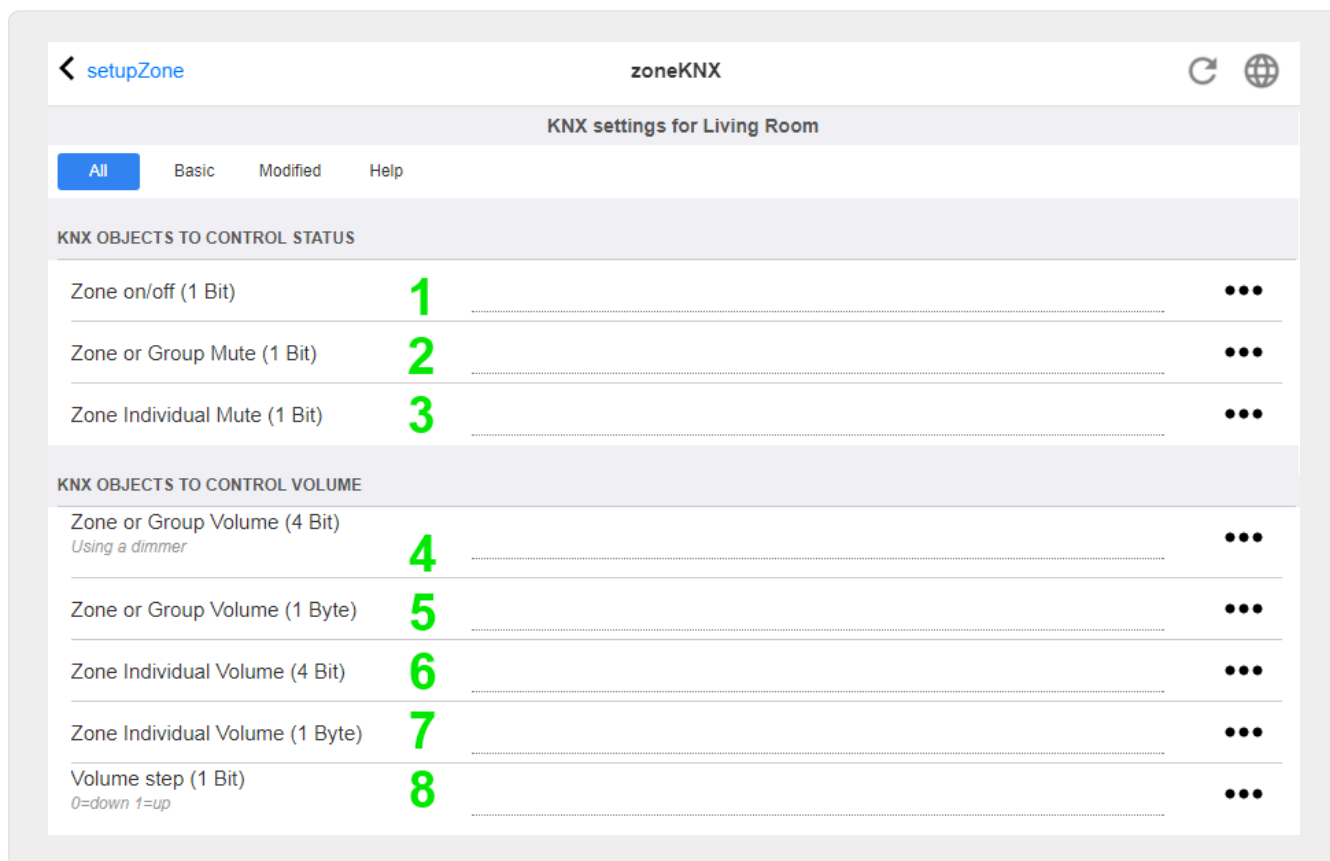 setupZone zoneKNX
KNX settings for Living Room
All Basic Modified Help
KNX OBJECTS TO CONTROL STATUS
Zone on/off (1 Bit) 1
Zone or Group Mute (1 Bit) 2
Zone Individual Mute (1 Bit) 3
KNX OBJECTS TO CONTROL VOLUME
Zone or Group Volume (4 Bit)
Using a dimmer 4
Zone or Group Volume (1 Byte) 5
Zone Individual Volume (4 Bit) 6
Zone Individual Volume (1 Byte) 7
Volume step (1 Bit) 8
0=down 1=up